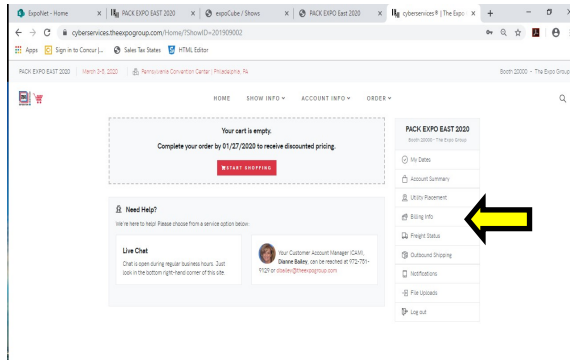 ExpoNet - Home
PACK EXPO EAST 2020
expoCube / Shows
PACK EXPO East 2020
cyberservices® | The Expo
cyberservices.theexpogroup.com/Home/?ShowID=201909002
Apps Sign in to Concur |... Sales Tax States HTML Editor
PACK EXPO EAST 2020 March 3-5, 2020 Pennsylvania Convention Center | Philadelphia, PA Booth 20000 - The Expo Group
HOME SHOW INFO ACCOUNT INFO ORDER
Your cart is empty.
Complete your order by 01/27/2020 to receive discounted pricing.
START SHOPPING
Need Help?
We're here to help! Please choose from a service option below:
Live Chat
Chat is open during regular business hours. Just
look in the bottom right-hand corner of this site.
Your Customer Account Manager (CAM),
Dianne Bailey, can be reached at 972-751-
9129 or dbailey@theexpogroup.com
PACK EXPO EAST 2020
Booth 20000 - The Expo Group
My Dates
Account Summary
Utility Placement
Billing Info
Freight Status
Outbound Shipping
Notifications
File Uploads
Log out